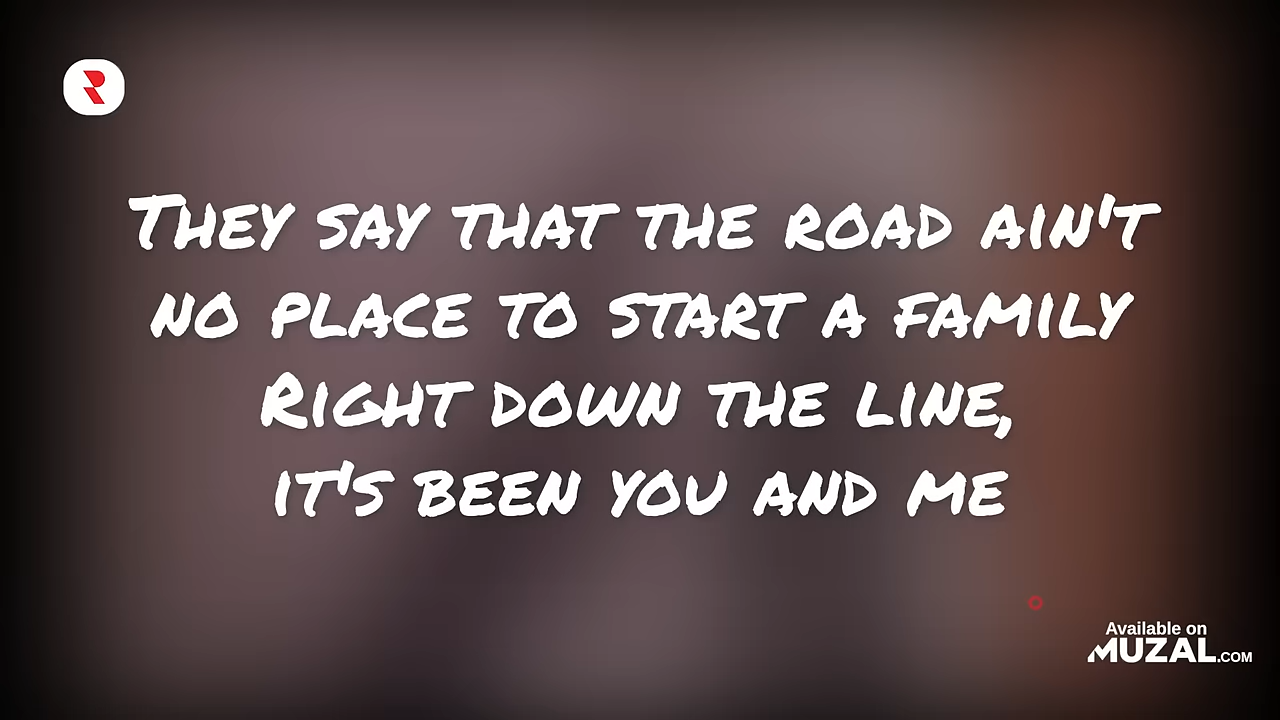 They say that the road ain't
no place to start a family
Right down the line,
it's been you and me
Available on
MUZAL.COM